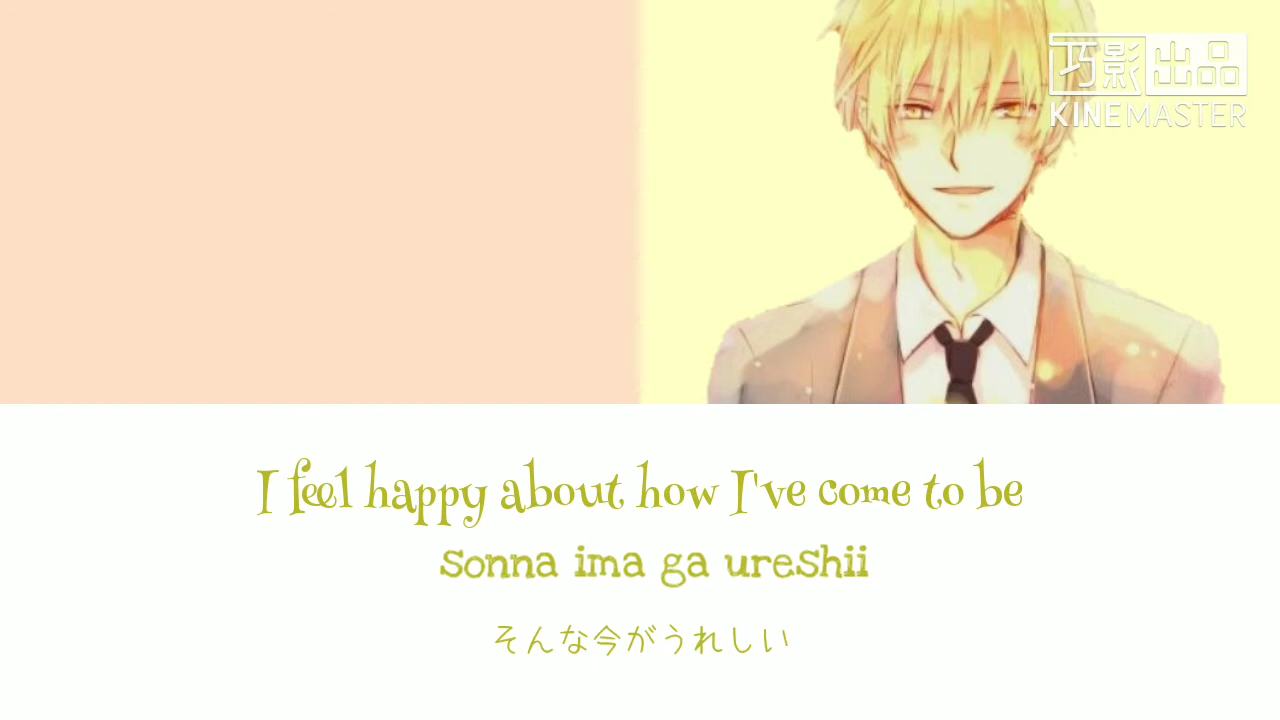 巧影出品
KINEMASTER
I feel happy about how I've come to be
sonna ima ga ureshii
そんな今がうれしい